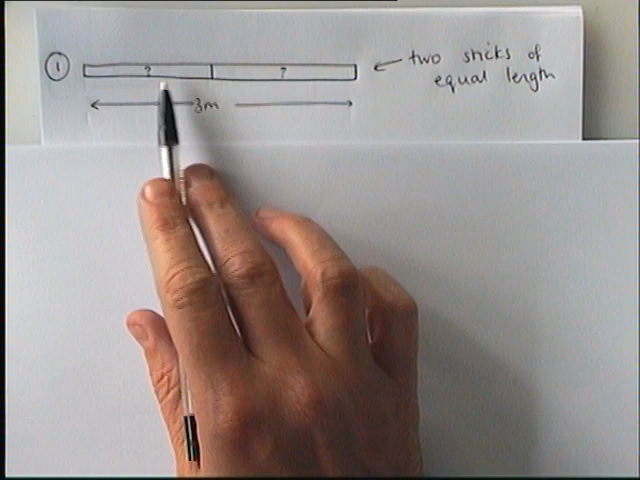 1
? ?
two sticks of
equal length
3m